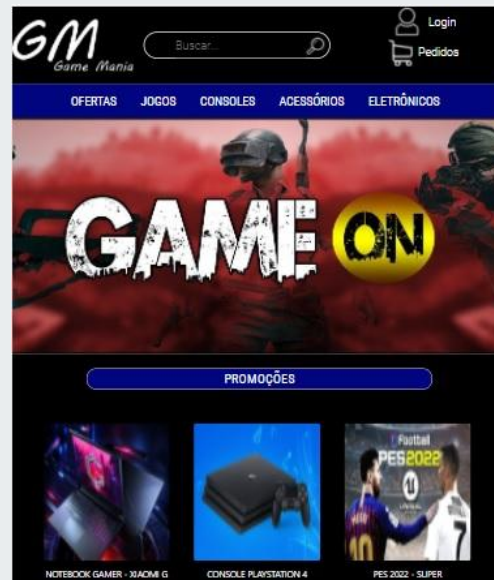 GM
Game Mania
Buscar...
Login
Pedidos
OFERTAS JOGOS CONSOLES ACESSÓRIOS ELETRÔNICOS
GAME ON
PROMOÇÕES
Football
PES2022
NOTEBOOK GAMER - XIAOMI G
CONSOLE PLAYSTATION 4
PES 2022 - SUPER